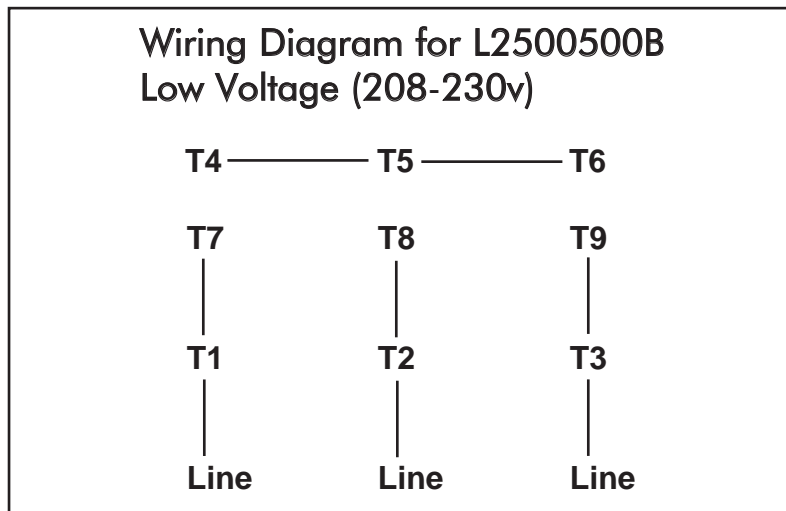 Wiring Diagram for L2500500B
Low Voltage (208-230v)
T4 T5 T6
T7 T8 T9
T1 T2 T3
Line Line Line